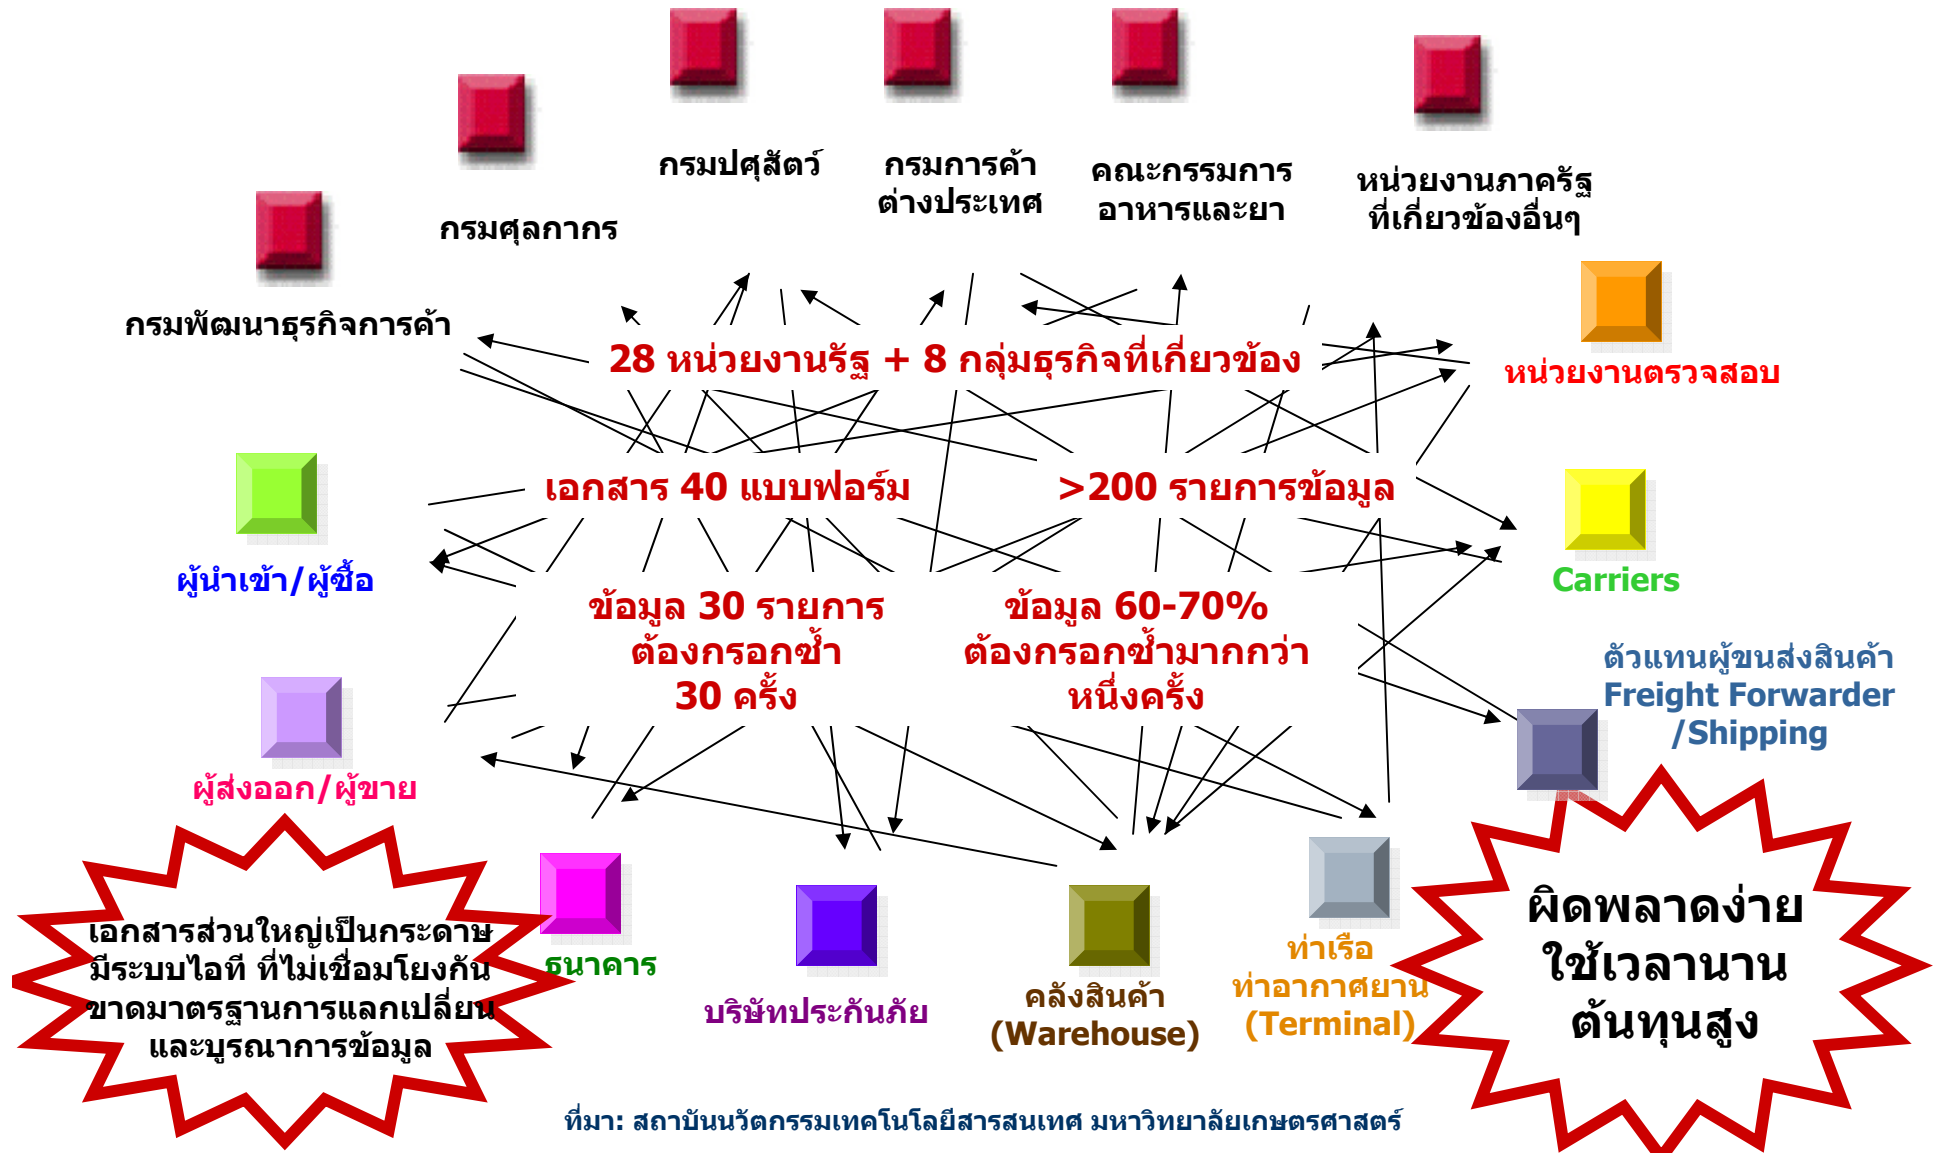 กรมปศุสัตว์
กรมการค้า
ต่างประเทศ
คณะกรรมการ
อาหารและยา
หน่วยงานภาครัฐ
ที่เกี่ยวข้องอื่นๆ
กรมศุลกากร
กรมพัฒนาธุรกิจการค้า
28 หน่วยงานรัฐ + 8 กลุ่มธุรกิจที่เกี่ยวข้อง
หน่วยงานตรวจสอบ
เอกสาร 40 แบบฟอร์ม
>200 รายการข้อมูล
ผู้นำเข้า/ผู้ซื้อ
Carriers
ข้อมูล 30 รายการ
ต้องกรอกซ้ำ
30 ครั้ง
ข้อมูล 60-70%
ต้องกรอกซ้ำมากกว่า
หนึ่งครั้ง
ตัวแทนผู้ขนส่งสินค้า
Freight Forwarder
/Shipping
ผู้ส่งออก/ผู้ขาย
เอกสารส่วนใหญ่เป็นกระดาษ
มีระบบไอที ที่ไม่เชื่อมโยงกัน
ขาดมาตรฐานการแลกเปลี่ยน
และบูรณาการข้อมูล
ธนาคาร
บริษัทประกันภัย
คลังสินค้า
(Warehouse)
ท่าเรือ
ท่าอากาศยาน
(Terminal)
ผิดพลาดง่าย
ใช้เวลานาน
ต้นทุนสูง
ที่มา: สถาบันนวัตกรรมเทคโนโลยีสารสนเทศ มหาวิทยาลัยเกษตรศาสตร์